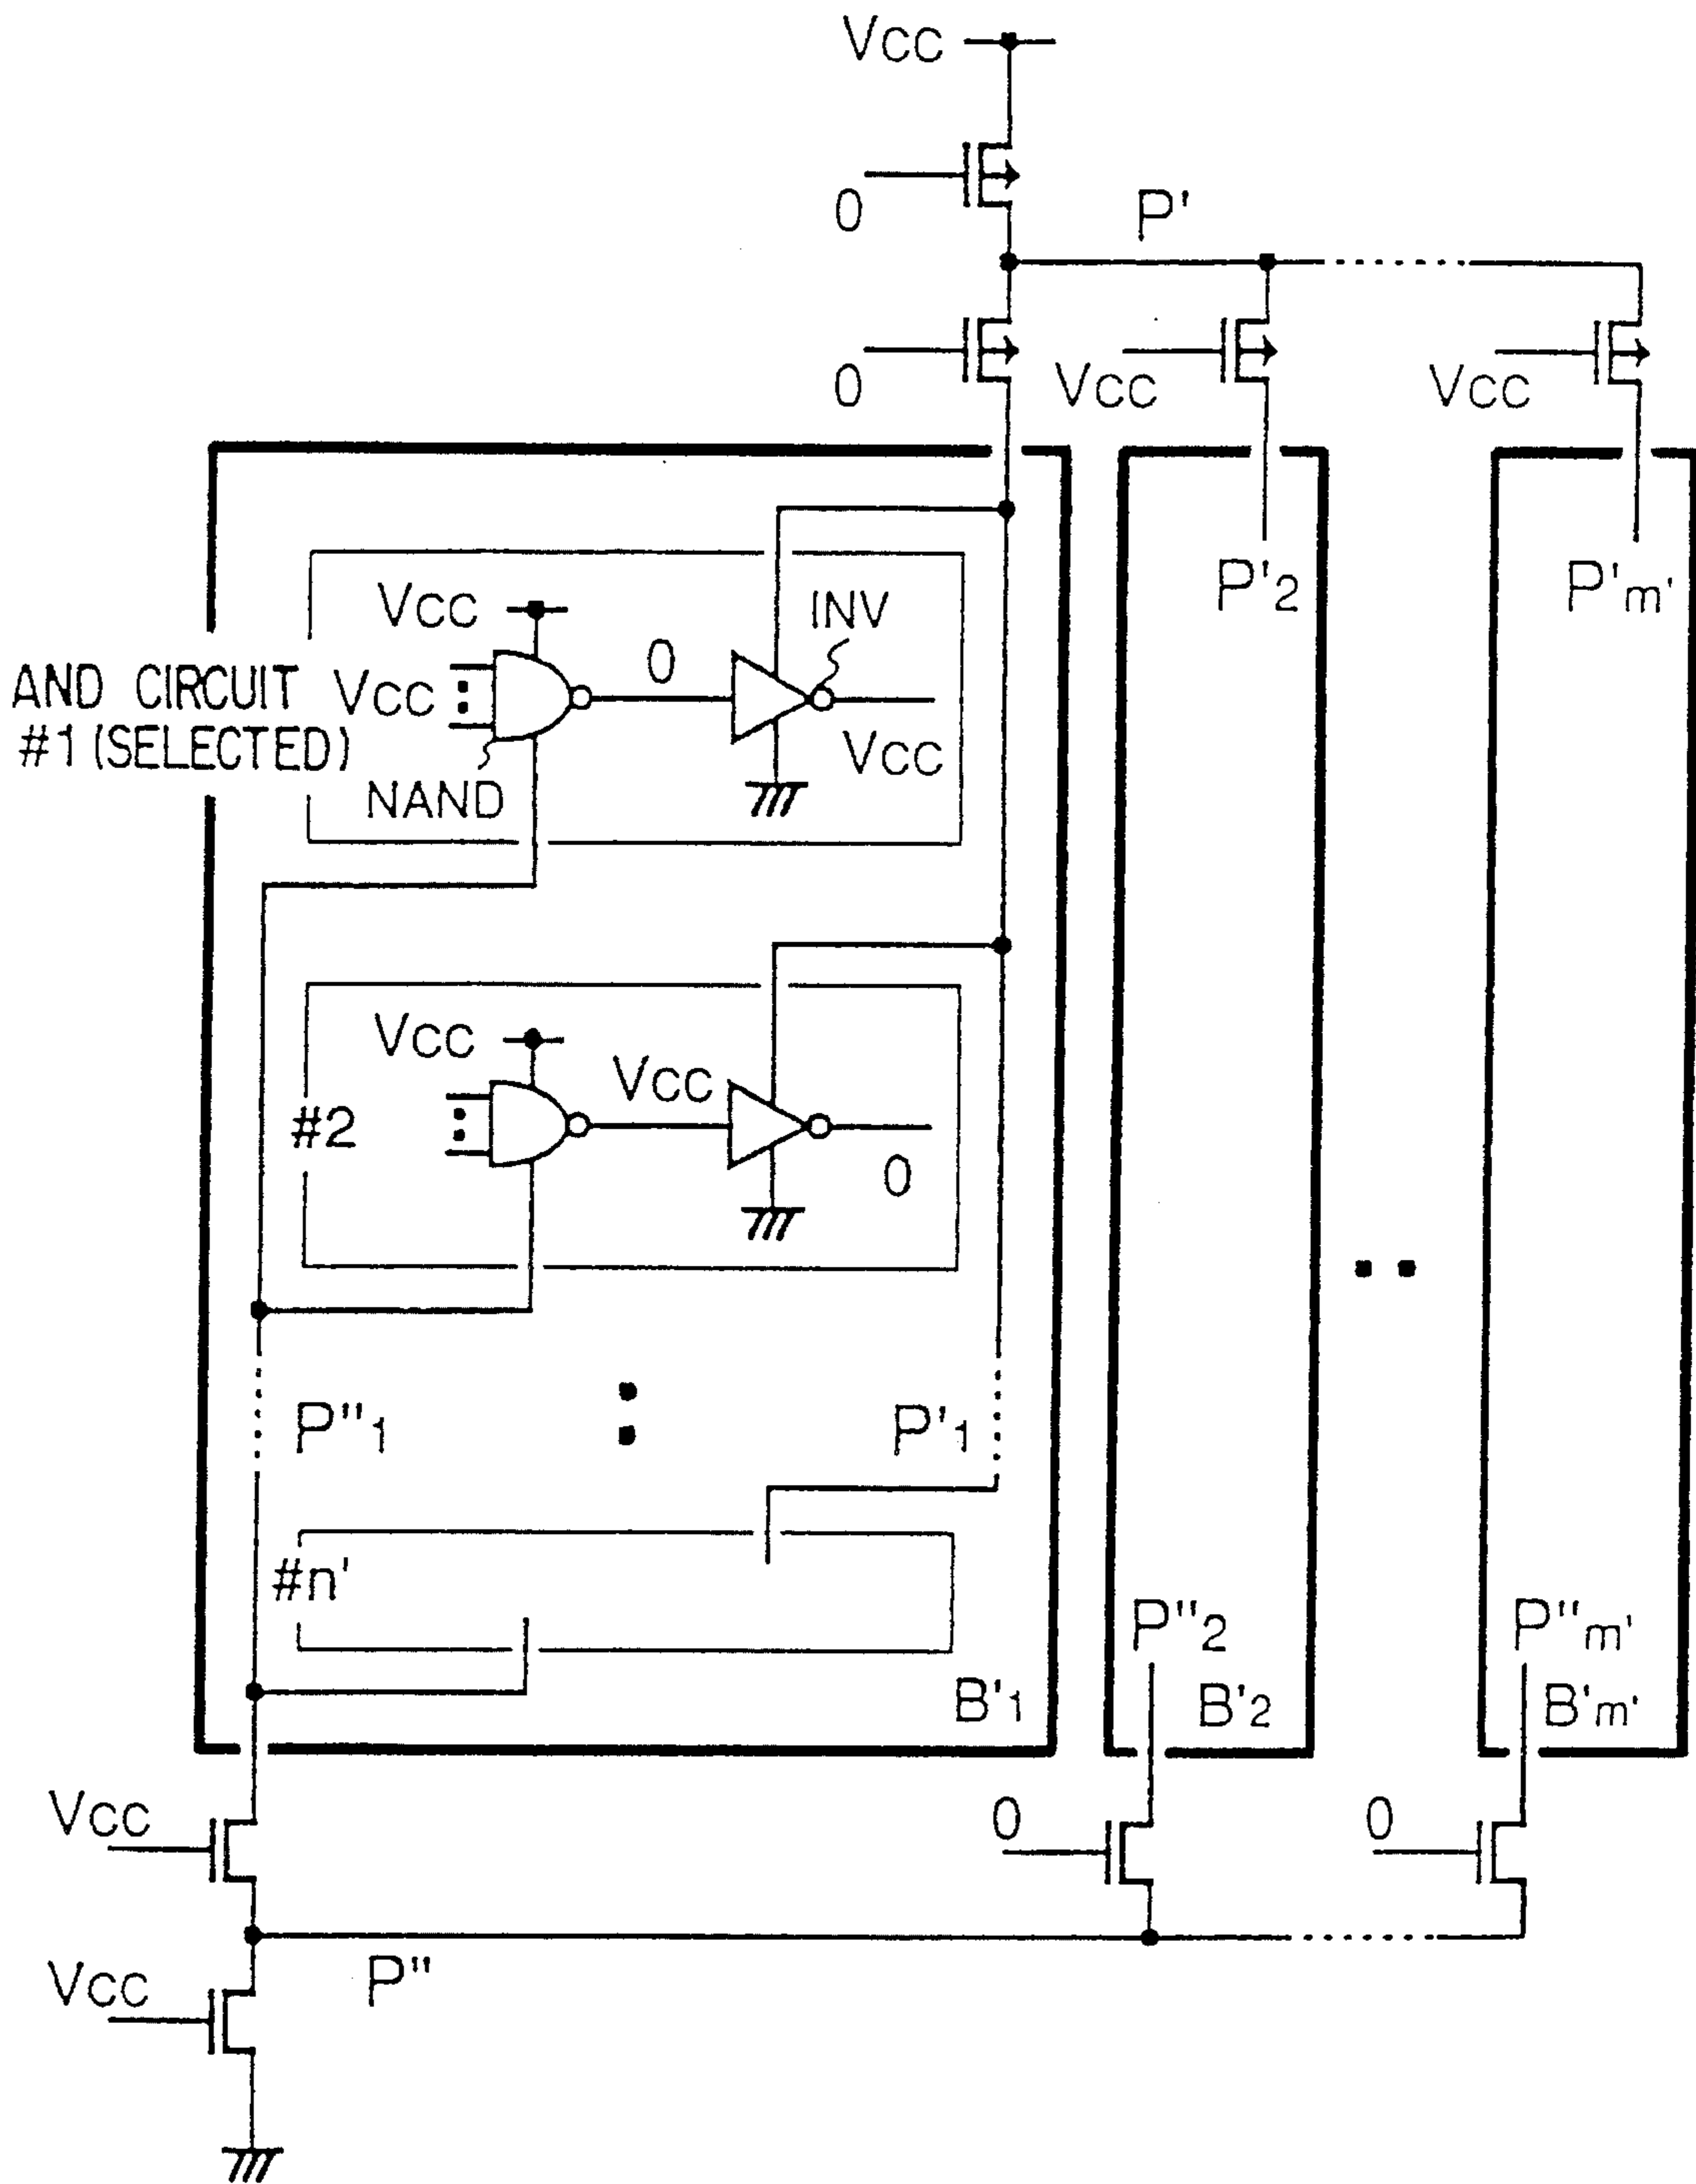 VCC
0
P'
0
VCC
VCC
P'2
P'm'
VCC
INV
0
AND CIRCUIT
#1 (SELECTED)
VCC
VCC
NAND
VCC
VCC
#2
0
P"1
P'1
#n'
P"2
P"m'
B'1
B'2
B'm'
VCC
0
0
P"
VCC